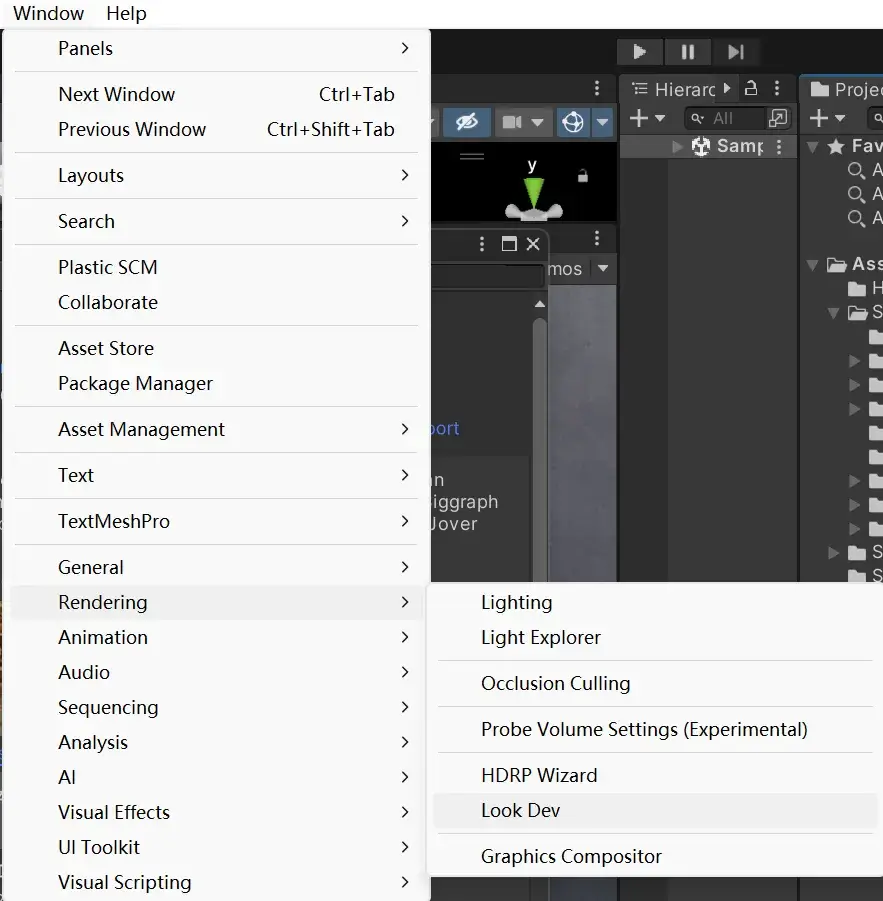 Window Help
Panels
Next Window Ctrl+Tab
Previous Window Ctrl+Shift+Tab
Layouts
Search
Plastic SCM
Collaborate
Asset Store
Package Manager
Asset Management
Text
TextMeshPro
General
Rendering
Animation
Audio
Sequencing
Analysis
AI
Visual Effects
UI Toolkit
Visual Scripting
Lighting
Light Explorer
Occlusion Culling
Probe Volume Settings (Experimental)
HDRP Wizard
Look Dev
Graphics Compositor
y
mos
ort
an
iggraph
Jover
Hierarc
All
Samp
Projec
Fav
A
A
A
Ass
H
S
S
S